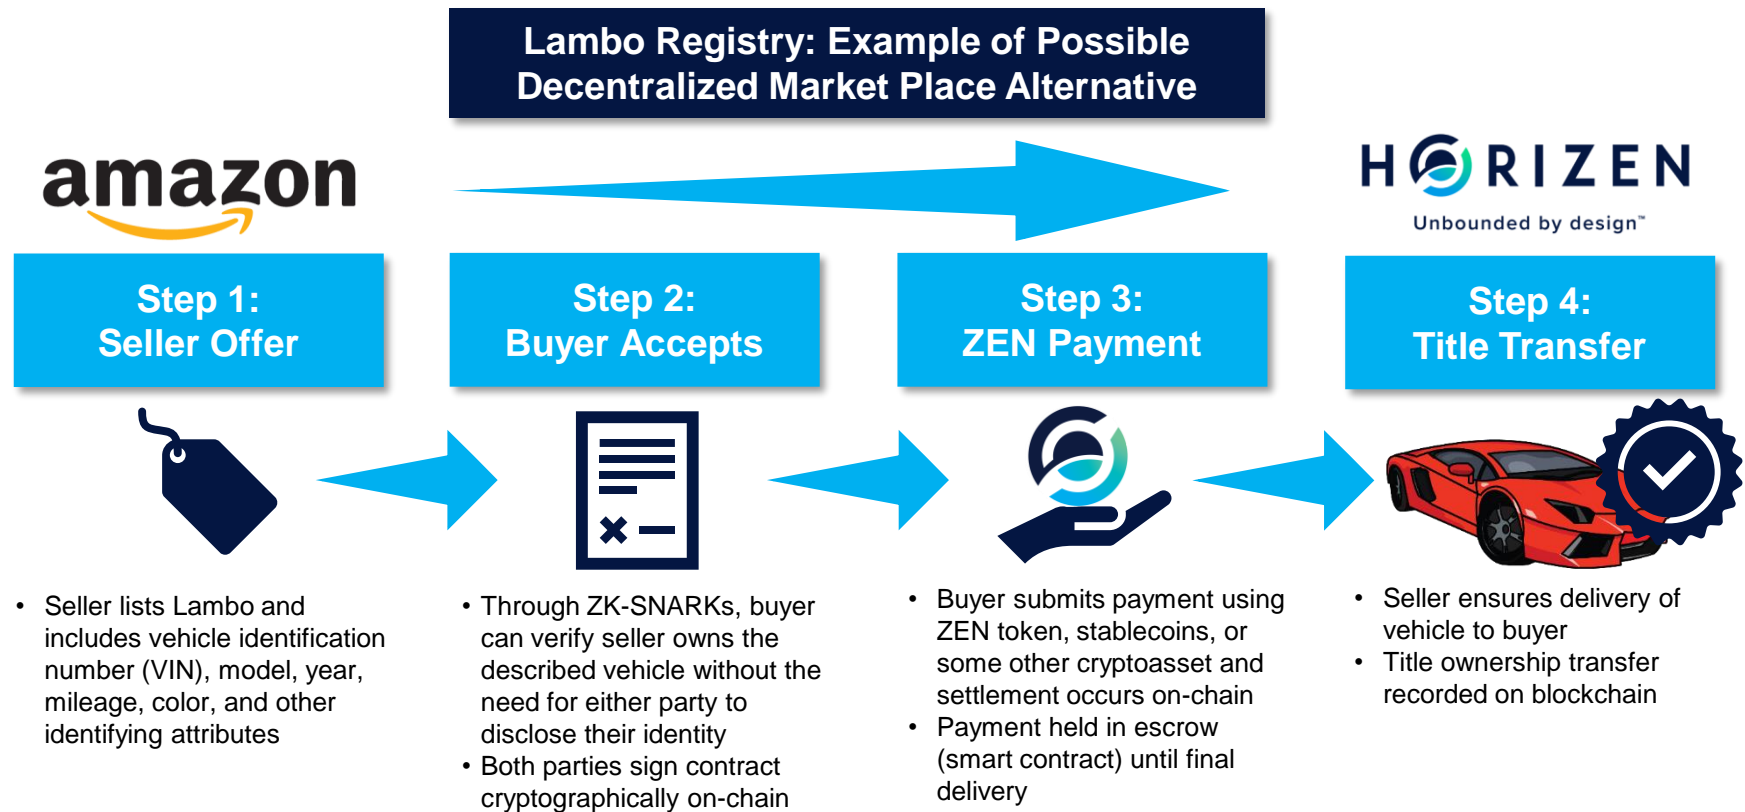 Lambo Registry: Example of Possible
Decentralized Market Place Alternative
amazon
HORIZEN
Unbounded by design™
Step 1:
Seller Offer
Step 2:
Buyer Accepts
Step 3:
ZEN Payment
Step 4:
Title Transfer
• Seller lists Lambo and
includes vehicle identification
number (VIN), model, year,
mileage, color, and other
identifying attributes
• Through ZK-SNARKs, buyer
can verify seller owns the
described vehicle without the
need for either party to
disclose their identity
• Both parties sign contract
cryptographically on-chain
• Buyer submits payment using
ZEN token, stablecoins, or
some other cryptoasset and
settlement occurs on-chain
• Payment held in escrow
(smart contract) until final
delivery
• Seller ensures delivery of
vehicle to buyer
• Title ownership transfer
recorded on blockchain